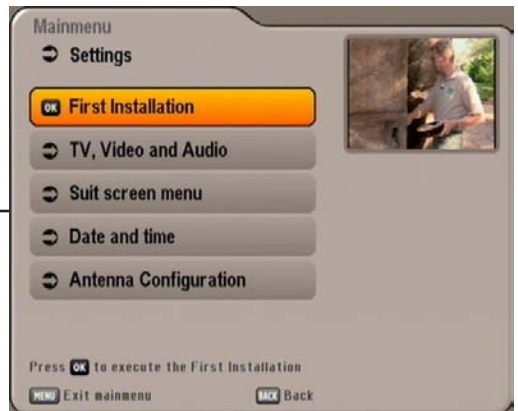 Mainmenu
Settings
OK First Installation
TV, Video and Audio
Suit screen menu
Date and time
Antenna Configuration
Press OK to execute the First Installation
MENU Exit mainmenu BACK Back